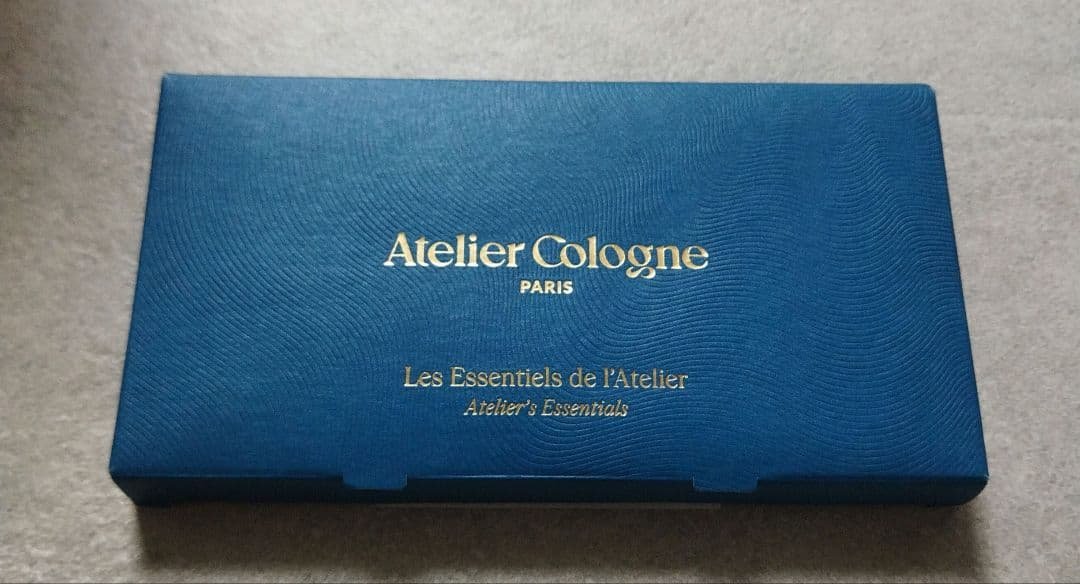 Atelier Cologne
PARIS
Les Essentiels de l'Atelier
Atelier's Essentials